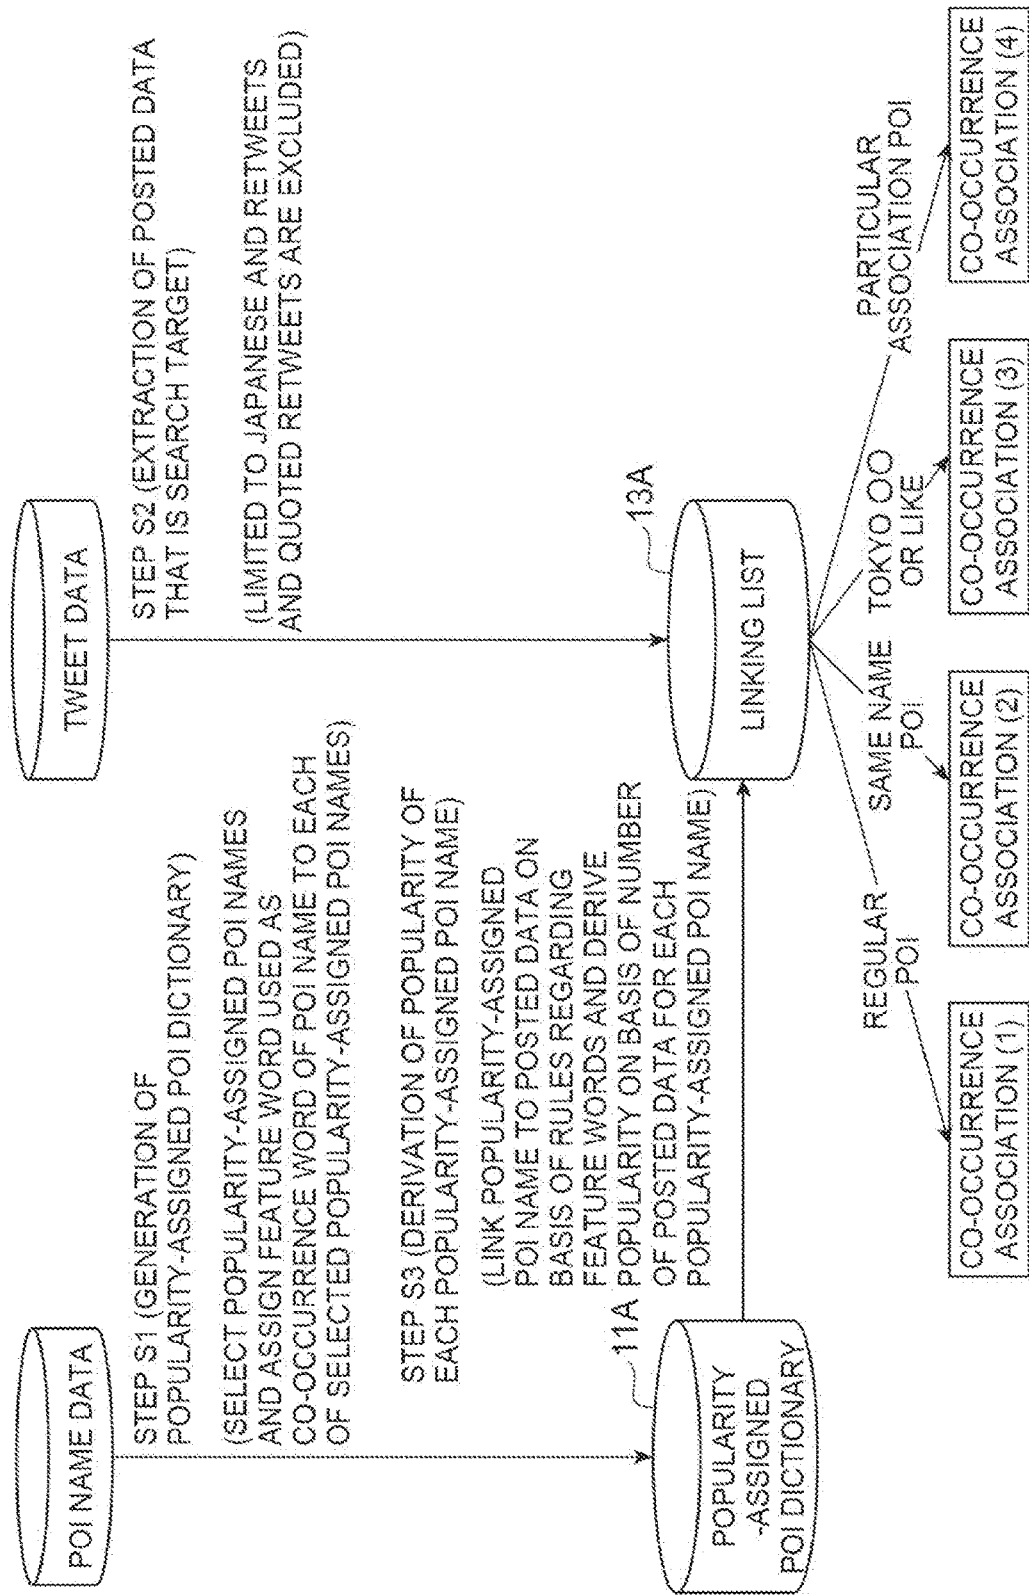 POI NAME DATA
STEP S1 (GENERATION OF
POPULARITY-ASSIGNED POI DICTIONARY)
(SELECT POPULARITY-ASSIGNED POI NAMES
AND ASSIGN FEATURE WORD USED AS
CO-OCCURRENCE WORD OF POI NAME TO EACH
OF SELECTED POPULARITY-ASSIGNED POI NAMES)
TWEET DATA
STEP S2 (EXTRACTION OF POSTED DATA
THAT IS SEARCH TARGET)
(LIMITED TO JAPANESE AND RETWEETS
AND QUOTED RETWEETS ARE EXCLUDED)
STEP S3 (DERIVATION OF POPULARITY OF
EACH POPULARITY-ASSIGNED POI NAME)
(LINK POPULARITY-ASSIGNED
POI NAME TO POSTED DATA ON
BASIS OF RULES REGARDING
FEATURE WORDS AND DERIVE
POPULARITY ON BASIS OF NUMBER
OF POSTED DATA FOR EACH
POPULARITY-ASSIGNED POI NAME)
11A
POPULARITY
-ASSIGNED
POI DICTIONARY
13A
LINKING LIST
REGULAR
POI
SAME NAME
POI
TOKYO OO
OR LIKE
PARTICULAR
ASSOCIATION POI
CO-OCCURRENCE
ASSOCIATION (1)
CO-OCCURRENCE
ASSOCIATION (2)
CO-OCCURRENCE
ASSOCIATION (3)
CO-OCCURRENCE
ASSOCIATION (4)